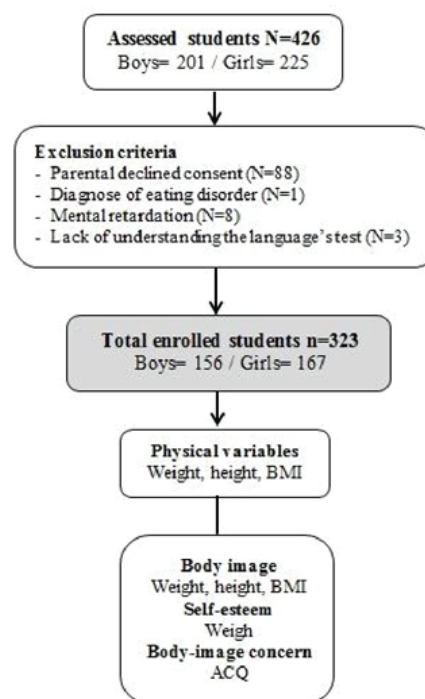 Assessed students N=426
Boys= 201 / Girls= 225
Exclusion criteria
- Parental declined consent (N=88)
- Diagnose of eating disorder (N=1)
- Mental retardation (N=8)
- Lack of understanding the language's test (N=3)
Total enrolled students n=323
Boys= 156 / Girls= 167
Physical variables
Weight, height, BMI
Body image
Weight, height, BMI
Self-esteem
Weigh
Body-image concern
ACQ